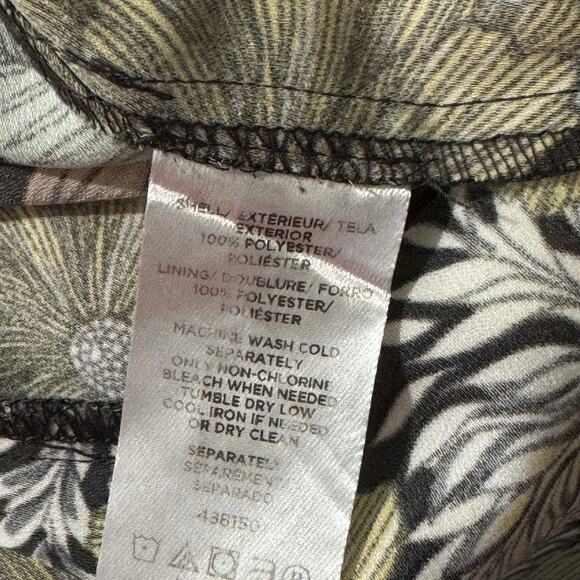 SHELL/ EXTÉRIEUR/ TELA
EXTERIOR
100% POLYESTER/
POLIÉSTER
LINING/ DOUBLURE/ FORRO
100% POLYESTER/
POLIÉSTER
MACHINE WASH COLD
SEPARATELY
ONLY NON-CHLORINE
BLEACH WHEN NEEDED
TUMBLE DRY LOW
COOL IRON IF NEEDED
OR DRY CLEAN
SEPARATELY
SÉPARÉMENT
SEPARADO
438150